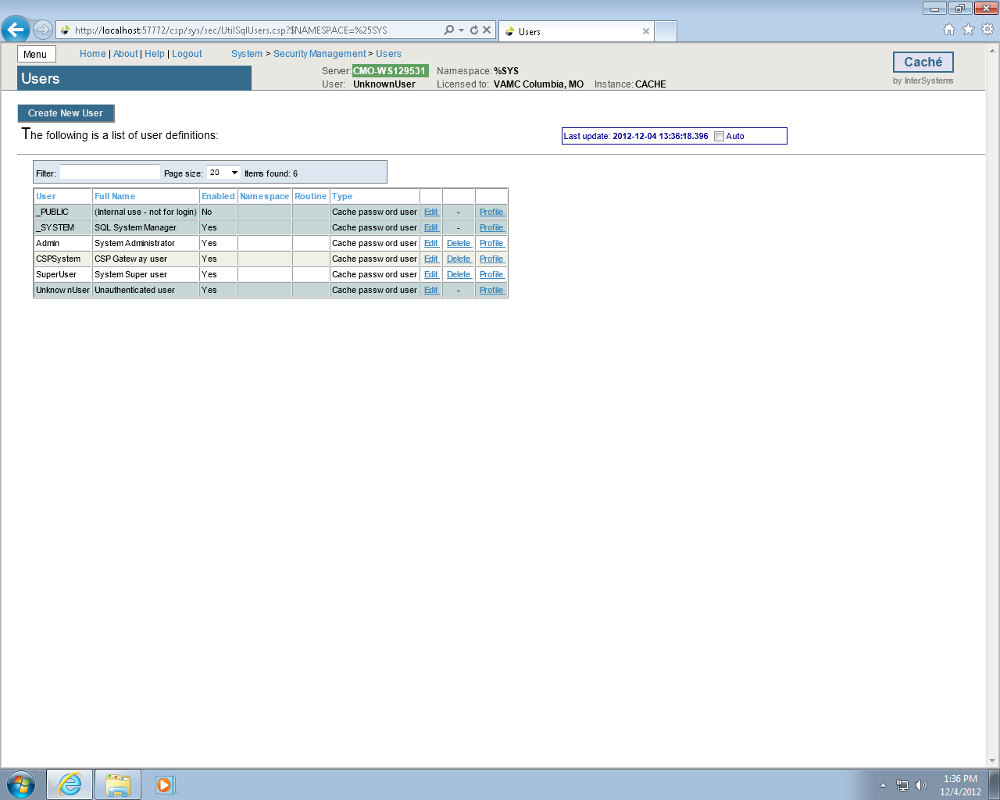 http://localhost:57772/csp/sys/sec/UtilSqlUsers.csp?$NAMESPACE=%25SYS
Users
Menu
Home | About | Help | Logout
System > Security Management > Users
Users
Server: CMO-WS129531 Namespace: %SYS
User: UnknownUser Licensed to: VAMC Columbia, MO Instance: CACHE
Caché
by InterSystems
Create New User
The following is a list of user definitions:
Last update: 2012-12-04 13:36:18.396 Auto
Filter: Page size: 20 Items found: 6
User Full Name Enabled Namespace Routine Type
_PUBLIC (Internal use - not for login) No Cache password user Edit - Profile
_SYSTEM SQL System Manager Yes Cache password user Edit - Profile
Admin System Administrator Yes Cache password user Edit Delete Profile
CSPSystem CSP Gateway user Yes Cache password user Edit Delete Profile
SuperUser System Super user Yes Cache password user Edit Delete Profile
UnknownUser Unauthenticated user Yes Cache password user Edit - Profile
1:36 PM
12/4/2012